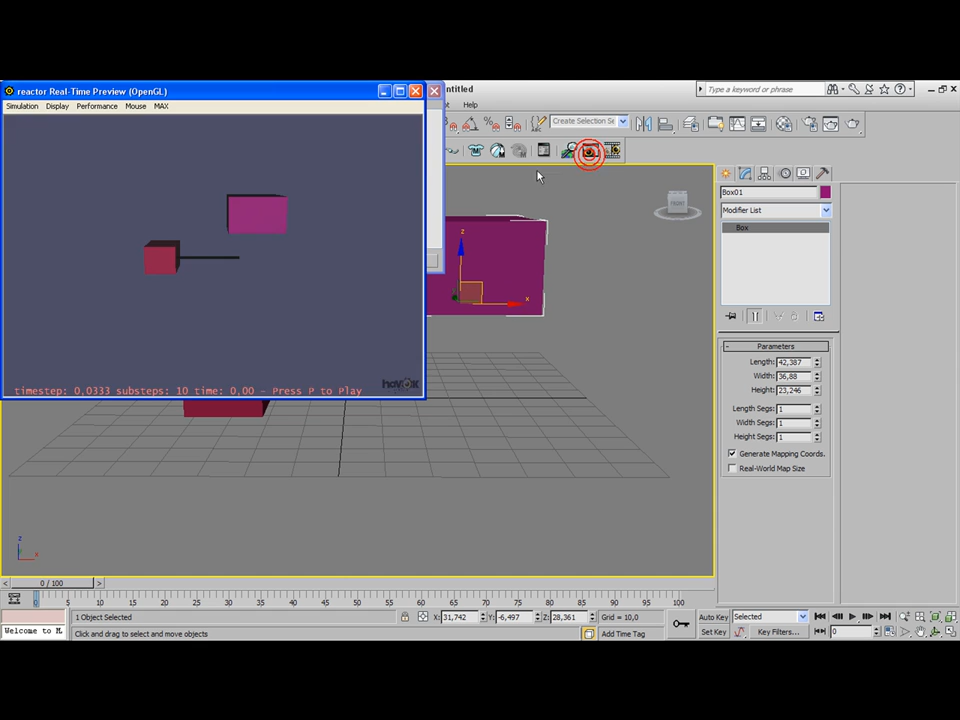 reactor Real-Time Preview (OpenGL)
ntitled
Type a keyword or phrase
Simulation Display Performance Mouse MAX
Help
Create Selection Se
Box01
Modifier List
Box
FRONT
z
x
Parameters
Length: 42,387
Width: 36,88
Height: 23,246
Length Segs: 1
Width Segs: 1
Height Segs: 1
Generate Mapping Coords.
Real-World Map Size
havok
timestep: 0,0333 substeps: 10 time: 0,00 - Press P to Play
z
x
0 / 100
0 5 10 15 20 25 30 35 40 45 50 55 60 65 70 75 80 85 90 95 100
1 Object Selected
X: 31,742 Y: -6,497 Z: 28,361 Grid = 10,0
Auto Key Selected
Welcome to M
Click and drag to select and move objects
Add Time Tag
Set Key Key Filters... 0